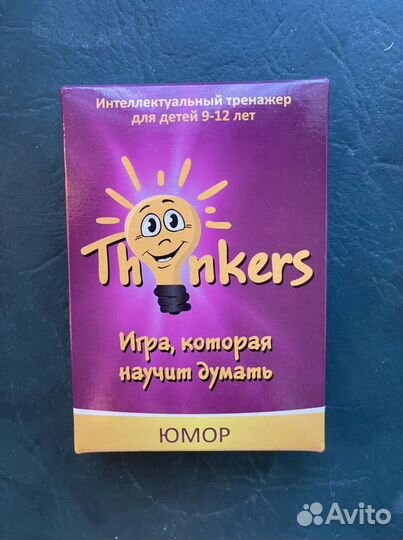 Интеллектуальный тренажер
для детей 9-12 лет
Thinkers
Игра, которая
научит думать
ЮМОР
Avito